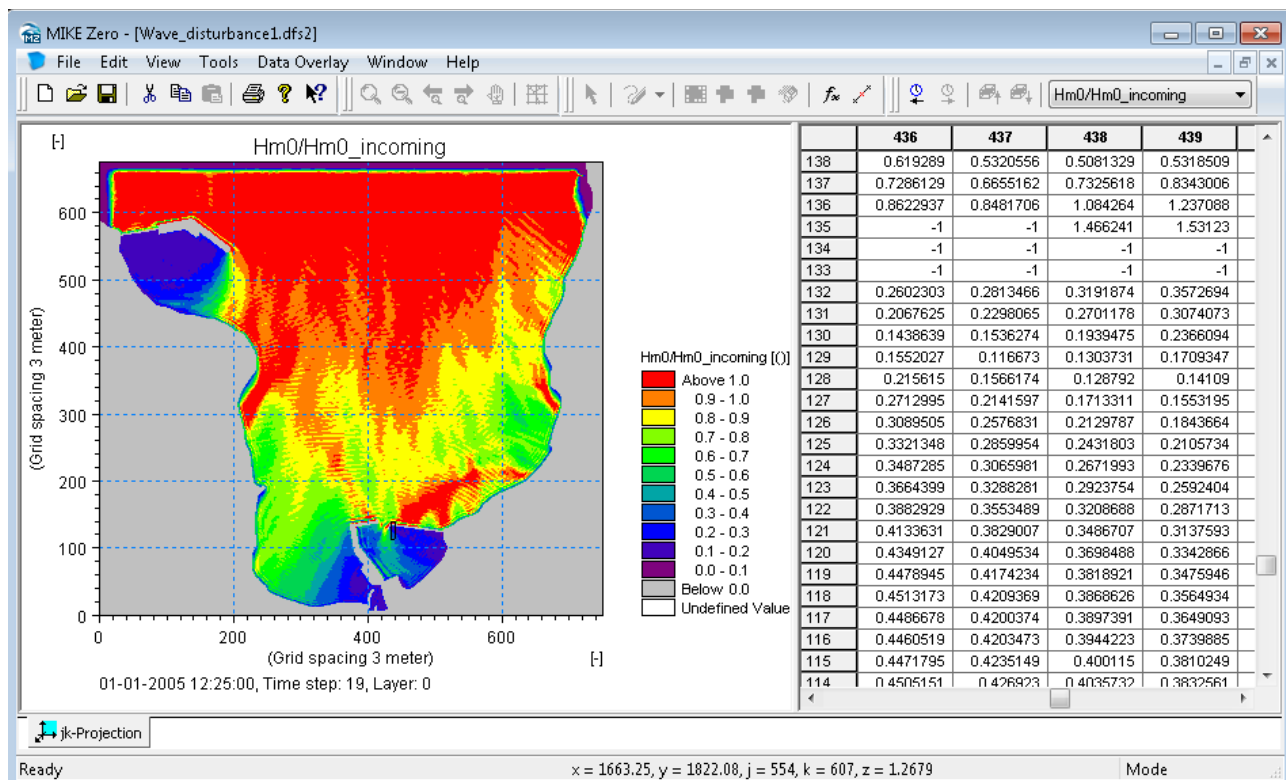 MIKE Zero - [Wave_disturbance1.dfs2]
File Edit View Tools Data Overlay Window Help
Hm0/Hm0_incoming
[-]
Hm0/Hm0_incoming
600
500
400
300
200
100
0
(Grid spacing 3 meter)
0 200 400 600
(Grid spacing 3 meter) [-]
01-01-2005 12:25:00, Time step: 19, Layer: 0
Hm0/Hm0_incoming [()]
Above 1.0
0.9 - 1.0
0.8 - 0.9
0.7 - 0.8
0.6 - 0.7
0.5 - 0.6
0.4 - 0.5
0.3 - 0.4
0.2 - 0.3
0.1 - 0.2
0.0 - 0.1
Below 0.0
Undefined Value
436 437 438 439
138 0.619289 0.5320556 0.5081329 0.5318509
137 0.7286129 0.6655162 0.7325618 0.8343006
136 0.8622937 0.8481706 1.084264 1.237088
135 -1 -1 1.466241 1.53123
134 -1 -1 -1 -1
133 -1 -1 -1 -1
132 0.2602303 0.2813466 0.3191874 0.3572694
131 0.2067625 0.2298065 0.2701178 0.3074073
130 0.1438639 0.1536274 0.1939475 0.2366094
129 0.1552027 0.116673 0.1303731 0.1709347
128 0.215615 0.1566174 0.128792 0.14109
127 0.2712995 0.2141597 0.1713311 0.1553195
126 0.3089505 0.2576831 0.2129787 0.1843664
125 0.3321348 0.2859954 0.2431803 0.2105734
124 0.3487285 0.3065981 0.2671993 0.2339676
123 0.3664399 0.3288281 0.2923754 0.2592404
122 0.3882929 0.3553489 0.3208688 0.2871713
121 0.4133631 0.3829007 0.3486707 0.3137593
120 0.4349127 0.4049534 0.3698488 0.3342866
119 0.4478945 0.4174234 0.3818921 0.3475946
118 0.4513173 0.4209369 0.3868626 0.3564934
117 0.4486678 0.4200374 0.3897391 0.3649093
116 0.4460519 0.4203473 0.3944223 0.3739885
115 0.4471795 0.4235149 0.400115 0.3810249
114 0.4505151 0.426923 0.4035732 0.3832561
jk-Projection
Ready x = 1663.25, y = 1822.08, j = 554, k = 607, z = 1.2679 Mode